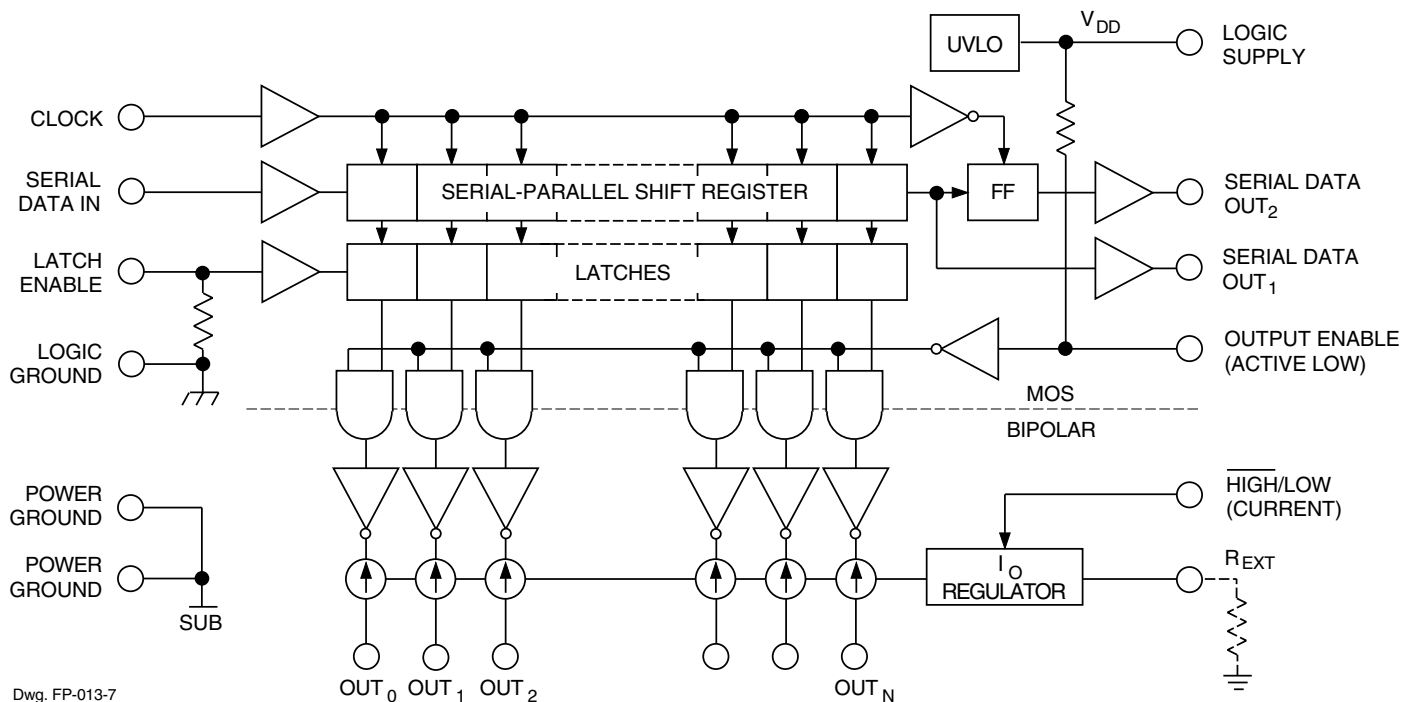 UVLO
V DD
LOGIC
SUPPLY
CLOCK
SERIAL
DATA IN
SERIAL-PARALLEL SHIFT REGISTER
FF
SERIAL DATA
OUT 2
LATCH
ENABLE
LATCHES
SERIAL DATA
OUT 1
LOGIC
GROUND
OUTPUT ENABLE
(ACTIVE LOW)
MOS
BIPOLAR
POWER
GROUND
HIGH/LOW
(CURRENT)
POWER
GROUND
I O
REGULATOR
R EXT
SUB
OUT 0
OUT 1
OUT 2
OUT N
Dwg. FP-013-7